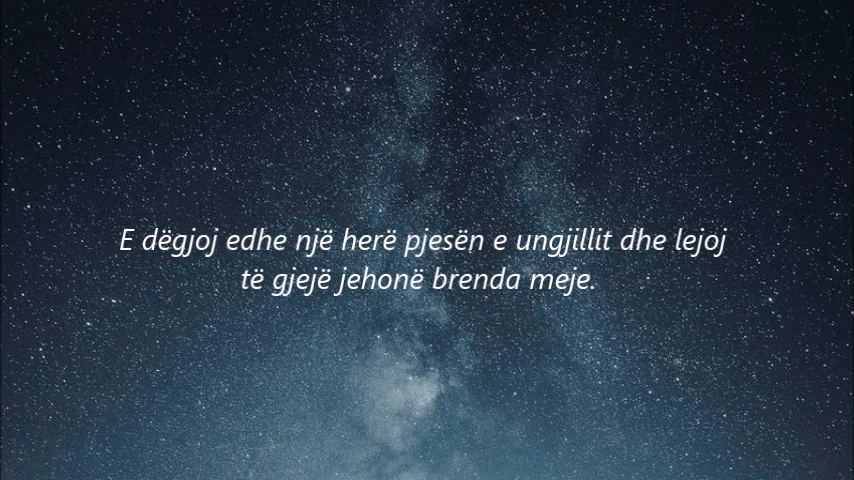 E dëgjoj edhe një herë pjesën e ungjillit dhe lejoj
të gjejë jehonë brenda meje.